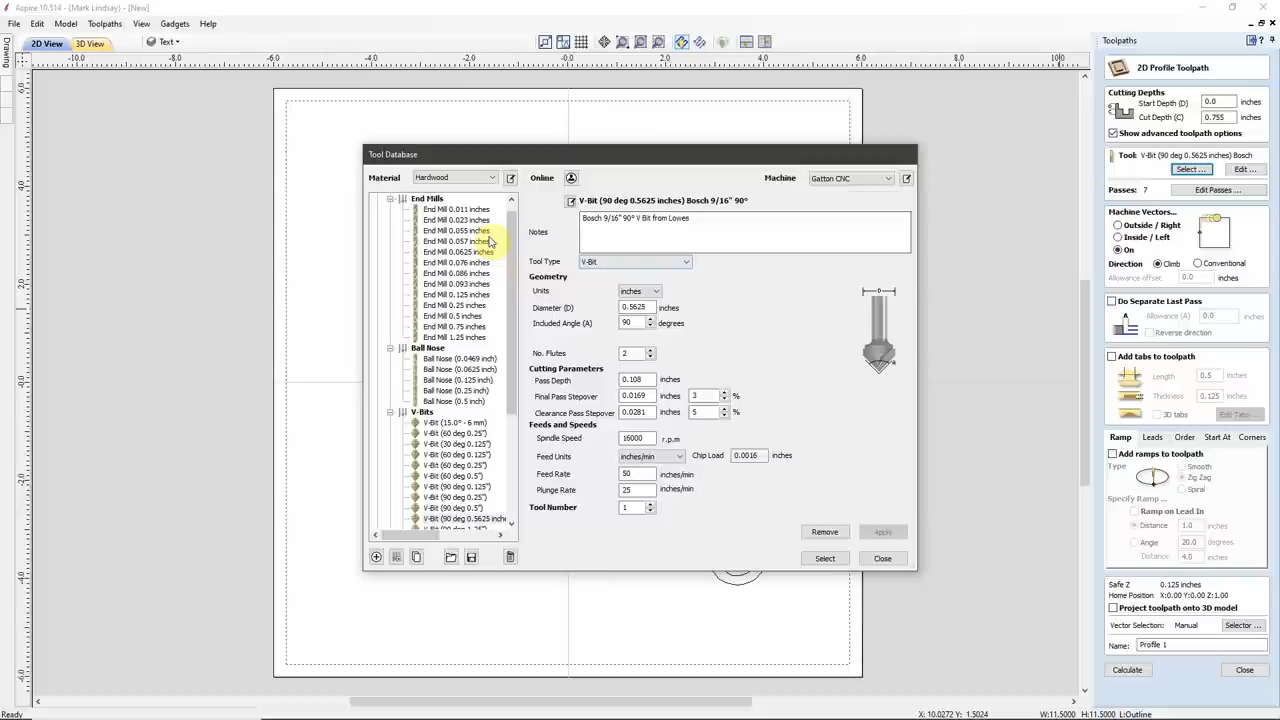 Aspire 10.514 - {Mark Lindsay} - [New]
File Edit Model Toolpaths View Gadgets Help
2D View 3D View Text
Drawing
-10.0 -8.0 -6.0 -4.0 -2.0 2.0 4.0 6.0 8.0
Tool Database
Material Hardwood Online Machine Gatton CNC
End Mills
End Mill 0.011 inches
End Mill 0.023 inches
End Mill 0.055 inches
End Mill 0.057 inches
End Mill 0.0625 inches
End Mill 0.076 inches
End Mill 0.086 inches
End Mill 0.093 inches
End Mill 0.125 inches
End Mill 0.25 inches
End Mill 0.5 inches
End Mill 0.75 inches
End Mill 1.25 inches
Ball Nose
Ball Nose (0.0469 inch)
Ball Nose (0.0625 inch)
Ball Nose (0.125 inch)
Ball Nose (0.25 inch)
Ball Nose (0.5 inch)
V-Bits
V-Bit (15.0° - 6 mm)
V-Bit (60 deg 0.25")
V-Bit (30 deg 0.125")
V-Bit (60 deg 0.125")
V-Bit (60 deg 0.25")
V-Bit (60 deg 0.5")
V-Bit (90 deg 0.125")
V-Bit (90 deg 0.25")
V-Bit (90 deg 0.5")
V-Bit (90 deg 0.5625 inche
V-Bit (90 deg 0.5625 inches) Bosch 9/16" 90°
Notes Bosch 9/16" 90° V Bit from Lowes
Tool Type V-Bit
Geometry
Units inches
Diameter (D) 0.5625 inches
Included Angle (A) 90 degrees
No. Flutes 2
D
Cutting Parameters
Pass Depth 0.108 inches
Final Pass Stepover 0.0169 inches 3 %
Clearance Pass Stepover 0.0281 inches 5 %
Feeds and Speeds
Spindle Speed 16000 r.p.m
Feed Units inches/min Chip Load 0.0016 inches
Feed Rate 50 inches/min
Plunge Rate 25 inches/min
Tool Number 1
Remove Apply
Select Close
Toolpaths
2D Profile Toolpath
Cutting Depths
Start Depth (D) 0.0 inches
Cut Depth (C) 0.755 inches
Show advanced toolpath options
Tool: V-Bit (90 deg 0.5625 inches) Bosch
Select ... Edit ...
Passes: 7 Edit Passes ...
Machine Vectors...
Outside / Right
Inside / Left
On
Direction Climb Conventional
Allowance offset 0.0 inches
Do Separate Last Pass
Allowance (A) 0.0 inches
Reverse direction
Add tabs to toolpath
Length 0.5 inches
Thickness 0.125 inches
3D tabs Edit Tabs ...
Ramp Leads Order Start At Corners
Add ramps to toolpath
Type Smooth
Zig Zag
Spiral
Specify Ramp ...
Ramp on Lead In
Distance 1.0 inches
Angle 20.0 degrees
Distance 4.0 inches
Safe Z 0.125 inches
Home Position X:0.00 Y:0.00 Z:1.00
Project toolpath onto 3D model
Vector Selection: Manual Selector ...
Name: Profile 1
Calculate Close
Ready X: 10.0272 Y: 1.5024 W:11.5000 H:11.5000 L:Outline